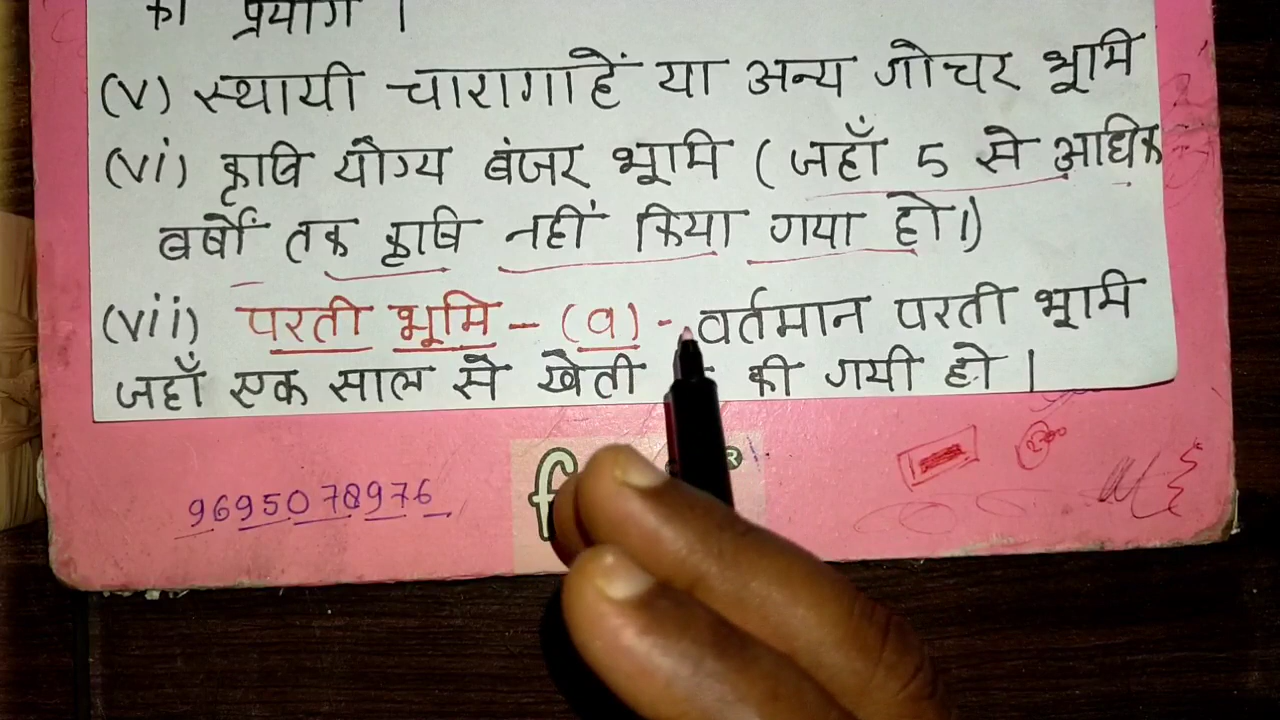 का प्रयोग ।
(v) स्थायी चारागाहें या अन्य गोचर भूमि
(vi) कृषि योग्य बंजर भूमि (जहाँ 5 से अधिक
वर्षों तक कृषि नहीं किया गया हो।)
(vii) परती भूमि - (a) - वर्तमान परती भूमि
जहाँ एक साल से खेती की गयी हो ।
9695078976